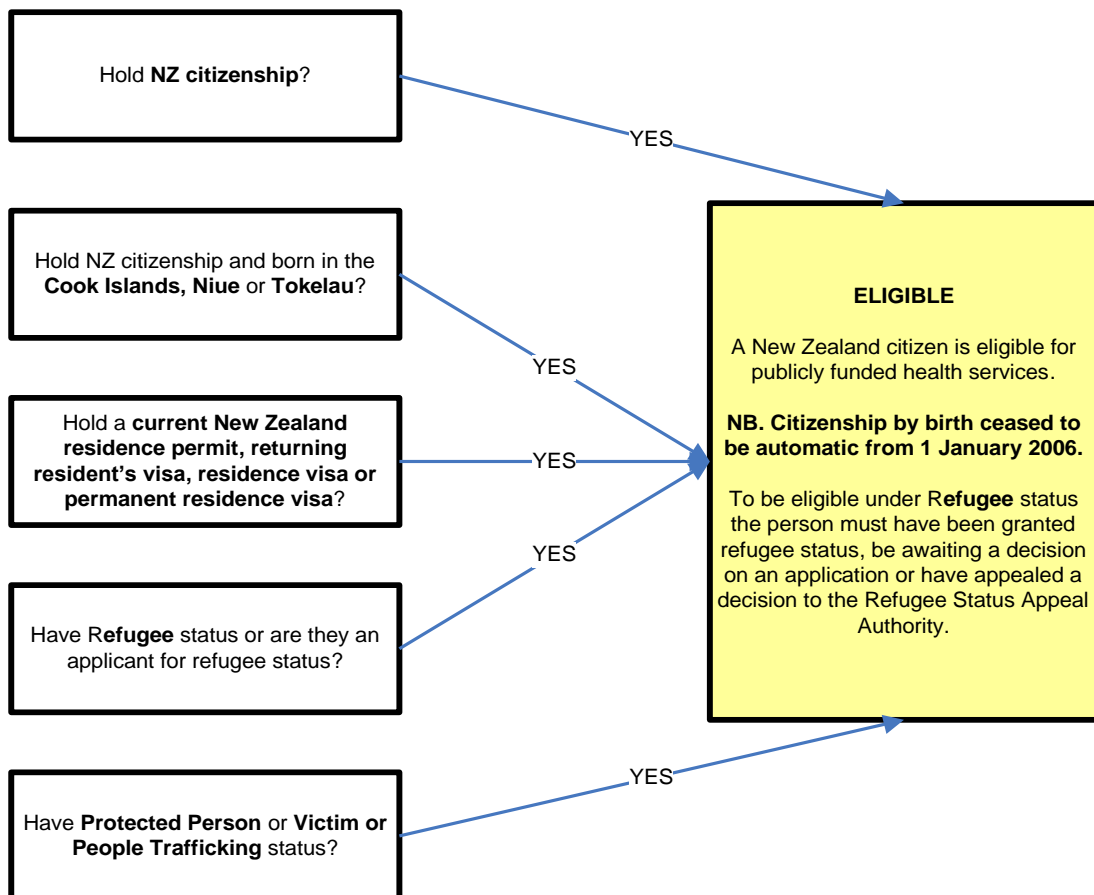 Hold NZ citizenship?
YES
Hold NZ citizenship and born in the
Cook Islands, Niue or Tokelau?
YES
Hold a current New Zealand
residence permit, returning
resident's visa, residence visa or
permanent residence visa?
YES
Have Refugee status or are they an
applicant for refugee status?
YES
Have Protected Person or Victim or
People Trafficking status?
YES
ELIGIBLE
A New Zealand citizen is eligible for
publicly funded health services.
NB. Citizenship by birth ceased to
be automatic from 1 January 2006.
To be eligible under Refugee status
the person must have been granted
refugee status, be awaiting a decision
on an application or have appealed a
decision to the Refugee Status Appeal
Authority.